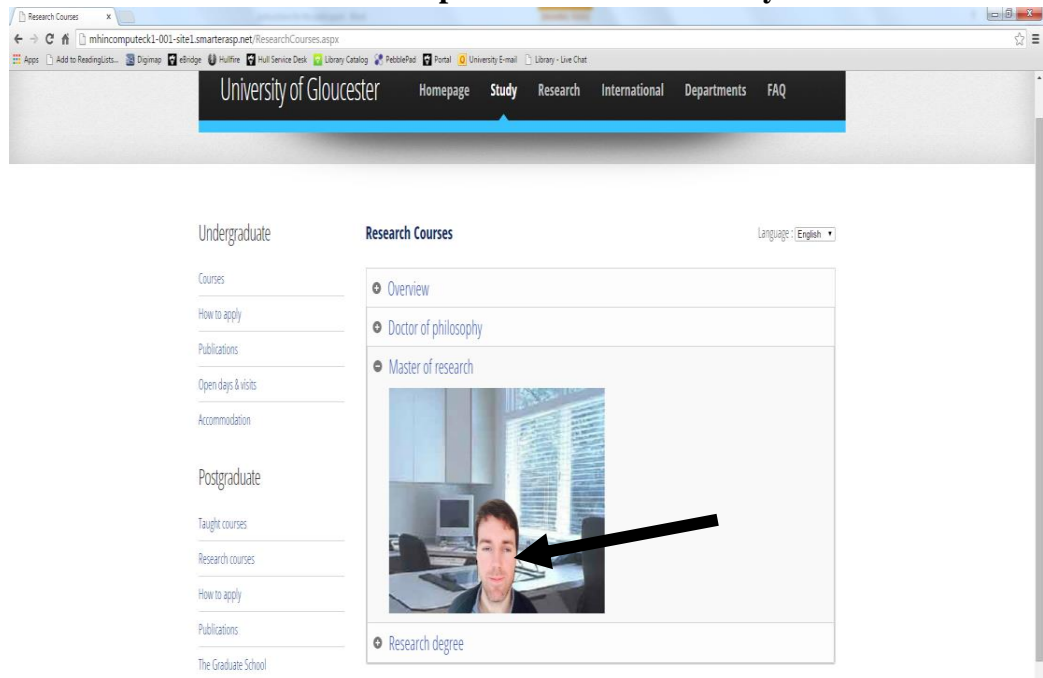 Research Courses x
mhincomputeck1-001-site1.smarterasp.net/ResearchCourses.aspx
Apps Add to ReadingLists... Digimap eBridge Hullfire Hull Service Desk Library Catalog PebblePad Portal University E-mail Library - Live Chat
University of Gloucester Homepage Study Research International Departments FAQ
Undergraduate
Courses
How to apply
Publications
Open days & visits
Accommodation
Postgraduate
Taught courses
Research courses
How to apply
Publications
The Graduate School
Research Courses
Language : English
Overview
Doctor of philosophy
Master of research
Research degree